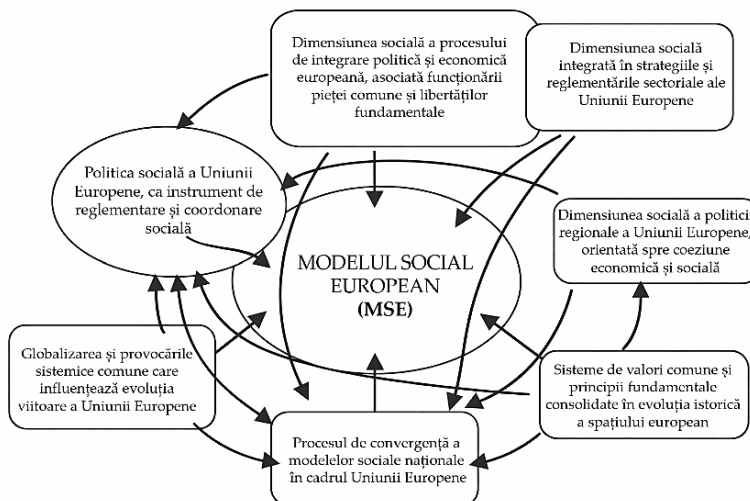 Dimensiunea socială a procesului
de integrare politică și economică
europeană, asociată funcționării
pieței comune și libertăților
fundamentale
Dimensiunea socială
integrată în strategiile și
reglementările sectoriale ale
Uniunii Europene
Politica socială a Uniunii
Europene, ca instrument de
reglementare și coordonare
socială
Dimensiunea socială a politicii
regionale a Uniunii Europene,
orientată spre coeziune
economică și socială
MODELUL SOCIAL
EUROPEAN
(MSE)
Globalizarea și provocările
sistemice comune care
influențează evoluția
viitoare a Uniunii Europene
Sisteme de valori comune și
principii fundamentale
consolidate în evoluția istorică
a spațiului european
Procesul de convergență a
modelelor sociale naționale
în cadrul Uniunii Europene